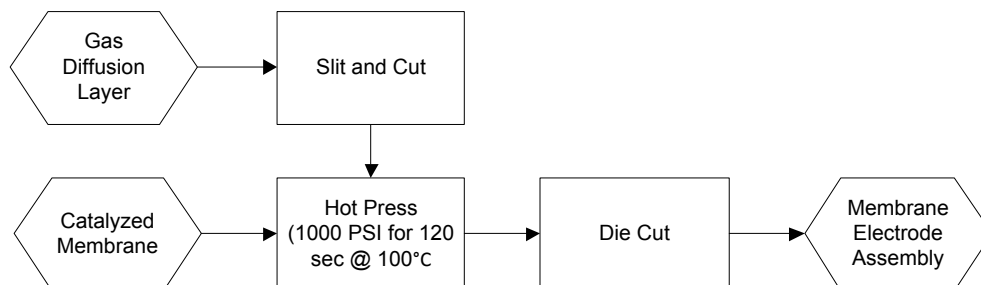 Gas
Diffusion
Layer
Slit and Cut
Catalyzed
Membrane
Hot Press
(1000 PSI for 120
sec @ 100°C
Die Cut
Membrane
Electrode
Assembly